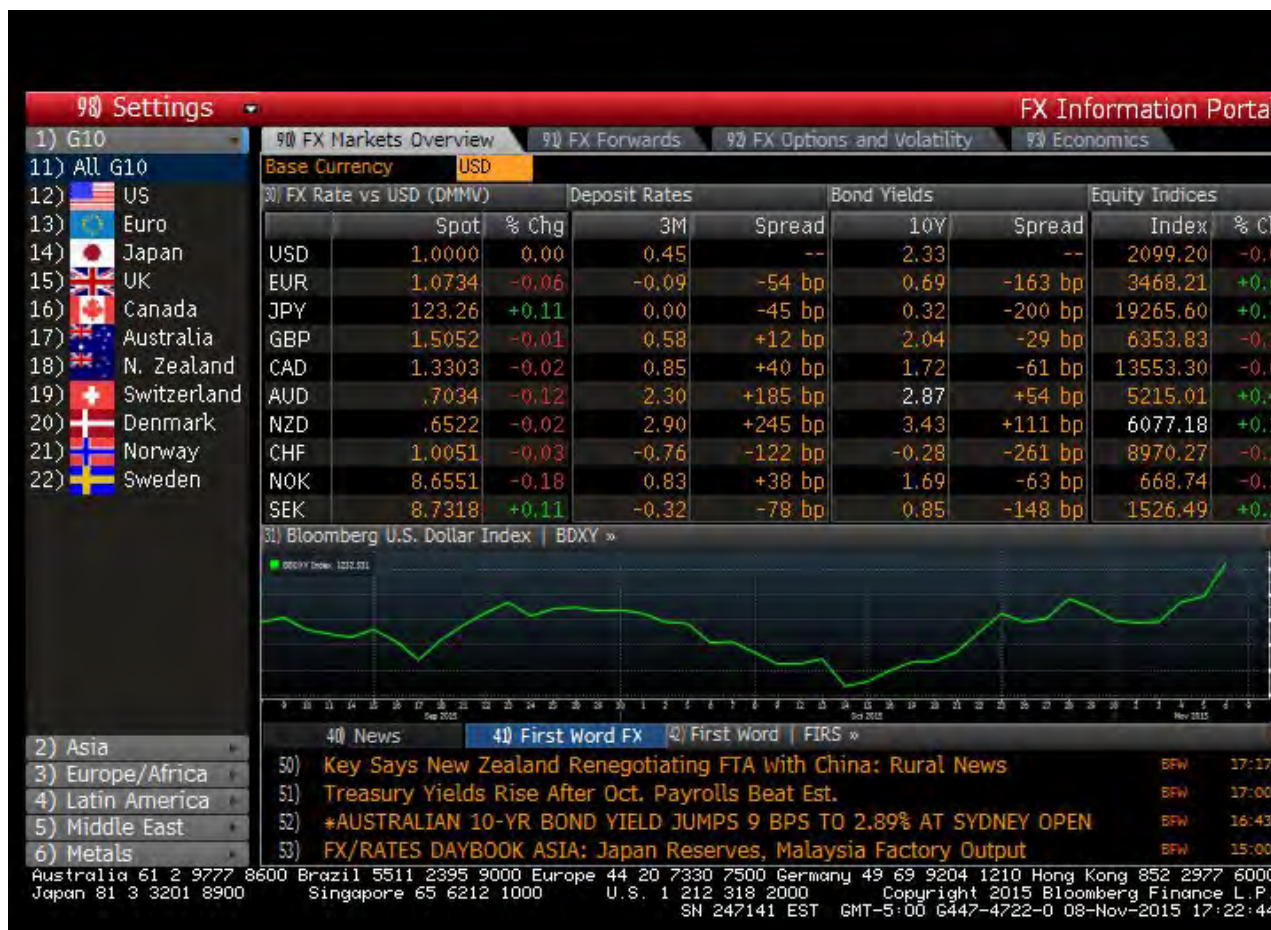 98) Settings FX Information Porta
1) G10 90) FX Markets Overview 91) FX Forwards 92) FX Options and Volatility 93) Economics
11) All G10 Base Currency USD
12) US 30) FX Rate vs USD (DMMV) Deposit Rates Bond Yields Equity Indices
13) Euro Spot % Chg 3M Spread 10Y Spread Index % C
14) Japan USD 1.0000 0.00 0.45 -- 2.33 -- 2099.20 -0.
15) UK EUR 1.0734 -0.06 -0.09 -54 bp 0.69 -163 bp 3468.21 +0.
16) Canada JPY 123.26 +0.11 0.00 -45 bp 0.32 -200 bp 19265.60 +0.
17) Australia GBP 1.5052 -0.01 0.58 +12 bp 2.04 -29 bp 6353.83 -0.
18) N. Zealand CAD 1.3303 -0.02 0.85 +40 bp 1.72 -61 bp 13553.30 -0.
19) Switzerland AUD .7034 -0.12 2.30 +185 bp 2.87 +54 bp 5215.01 +0.
20) Denmark NZD .6522 -0.02 2.90 +245 bp 3.43 +111 bp 6077.18 +0.
21) Norway CHF 1.0051 -0.03 -0.76 -122 bp -0.28 -261 bp 8970.27 -0.
22) Sweden NOK 8.6551 -0.18 0.83 +38 bp 1.69 -63 bp 668.74 -0.
SEK 8.7318 +0.11 -0.32 -78 bp 0.85 -148 bp 1526.49 +0.
31) Bloomberg U.S. Dollar Index | BDXY »
Sep 2015 Oct 2015 Nov 2015
40) News 41) First Word FX 42) First Word | FIRS »
2) Asia
3) Europe/Africa
4) Latin America
5) Middle East
6) Metals
50) Key Says New Zealand Renegotiating FTA With China: Rural News BFW 17:17
51) Treasury Yields Rise After Oct. Payrolls Beat Est. BFW 17:00
52) *AUSTRALIAN 10-YR BOND YIELD JUMPS 9 BPS TO 2.89% AT SYDNEY OPEN BFW 16:43
53) FX/RATES DAYBOOK ASIA: Japan Reserves, Malaysia Factory Output BFW 15:00
Australia 61 2 9777 8600 Brazil 5511 2395 9000 Europe 44 20 7330 7500 Germany 49 69 9204 1210 Hong Kong 852 2977 6000
Japan 81 3 3201 8900 Singapore 65 6212 1000 U.S. 1 212 318 2000 Copyright 2015 Bloomberg Finance L.P.
SN 247141 EST GMT-5:00 G447-4722-0 08-Nov-2015 17:22:44